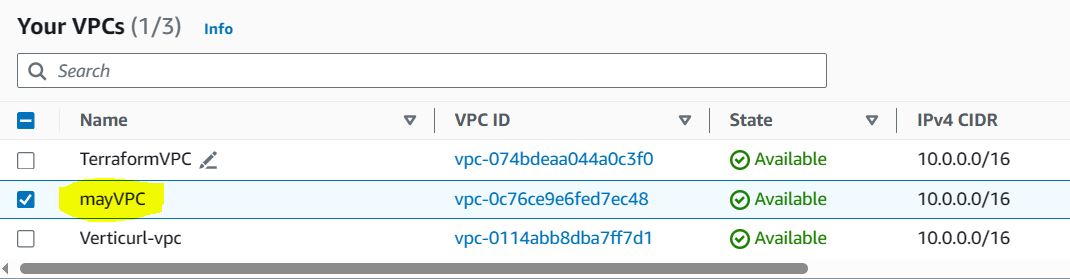 Your VPCs (1/3) Info
Search
Name VPC ID State IPv4 CIDR
TerraformVPC vpc-074bdeaa044a0c3f0 Available 10.0.0.0/16
mayVPC vpc-0c76ce9e6fed7ec48 Available 10.0.0.0/16
Verticurl-vpc vpc-0114abb8dba7ff7d1 Available 10.0.0.0/16